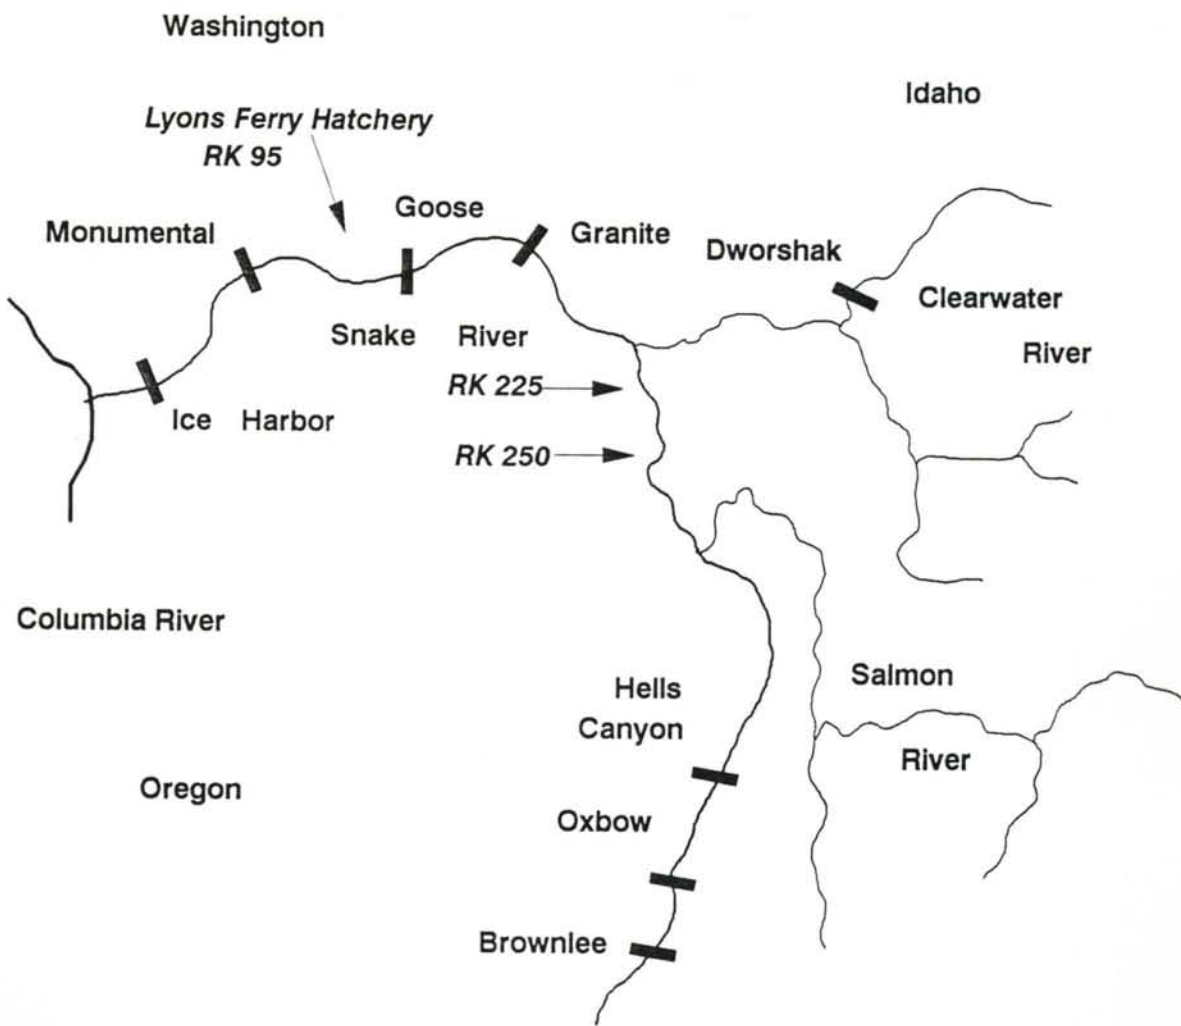 Washington
Idaho
Lyons Ferry Hatchery
RK 95
Goose
Monumental
Granite
Dworshak
Clearwater
Snake River
River
RK 225
Ice Harbor
RK 250
Columbia River
Salmon
Hells
Canyon
River
Oregon
Oxbow
Brownlee